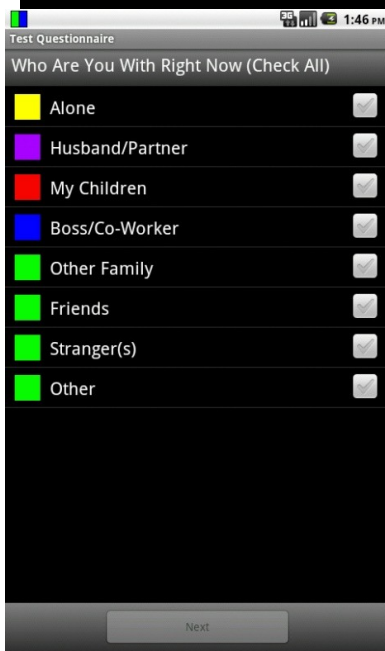 3G
1:46 PM
Test Questionnaire
Who Are You With Right Now (Check All)
Alone
Husband/Partner
My Children
Boss/Co-Worker
Other Family
Friends
Stranger(s)
Other
Next